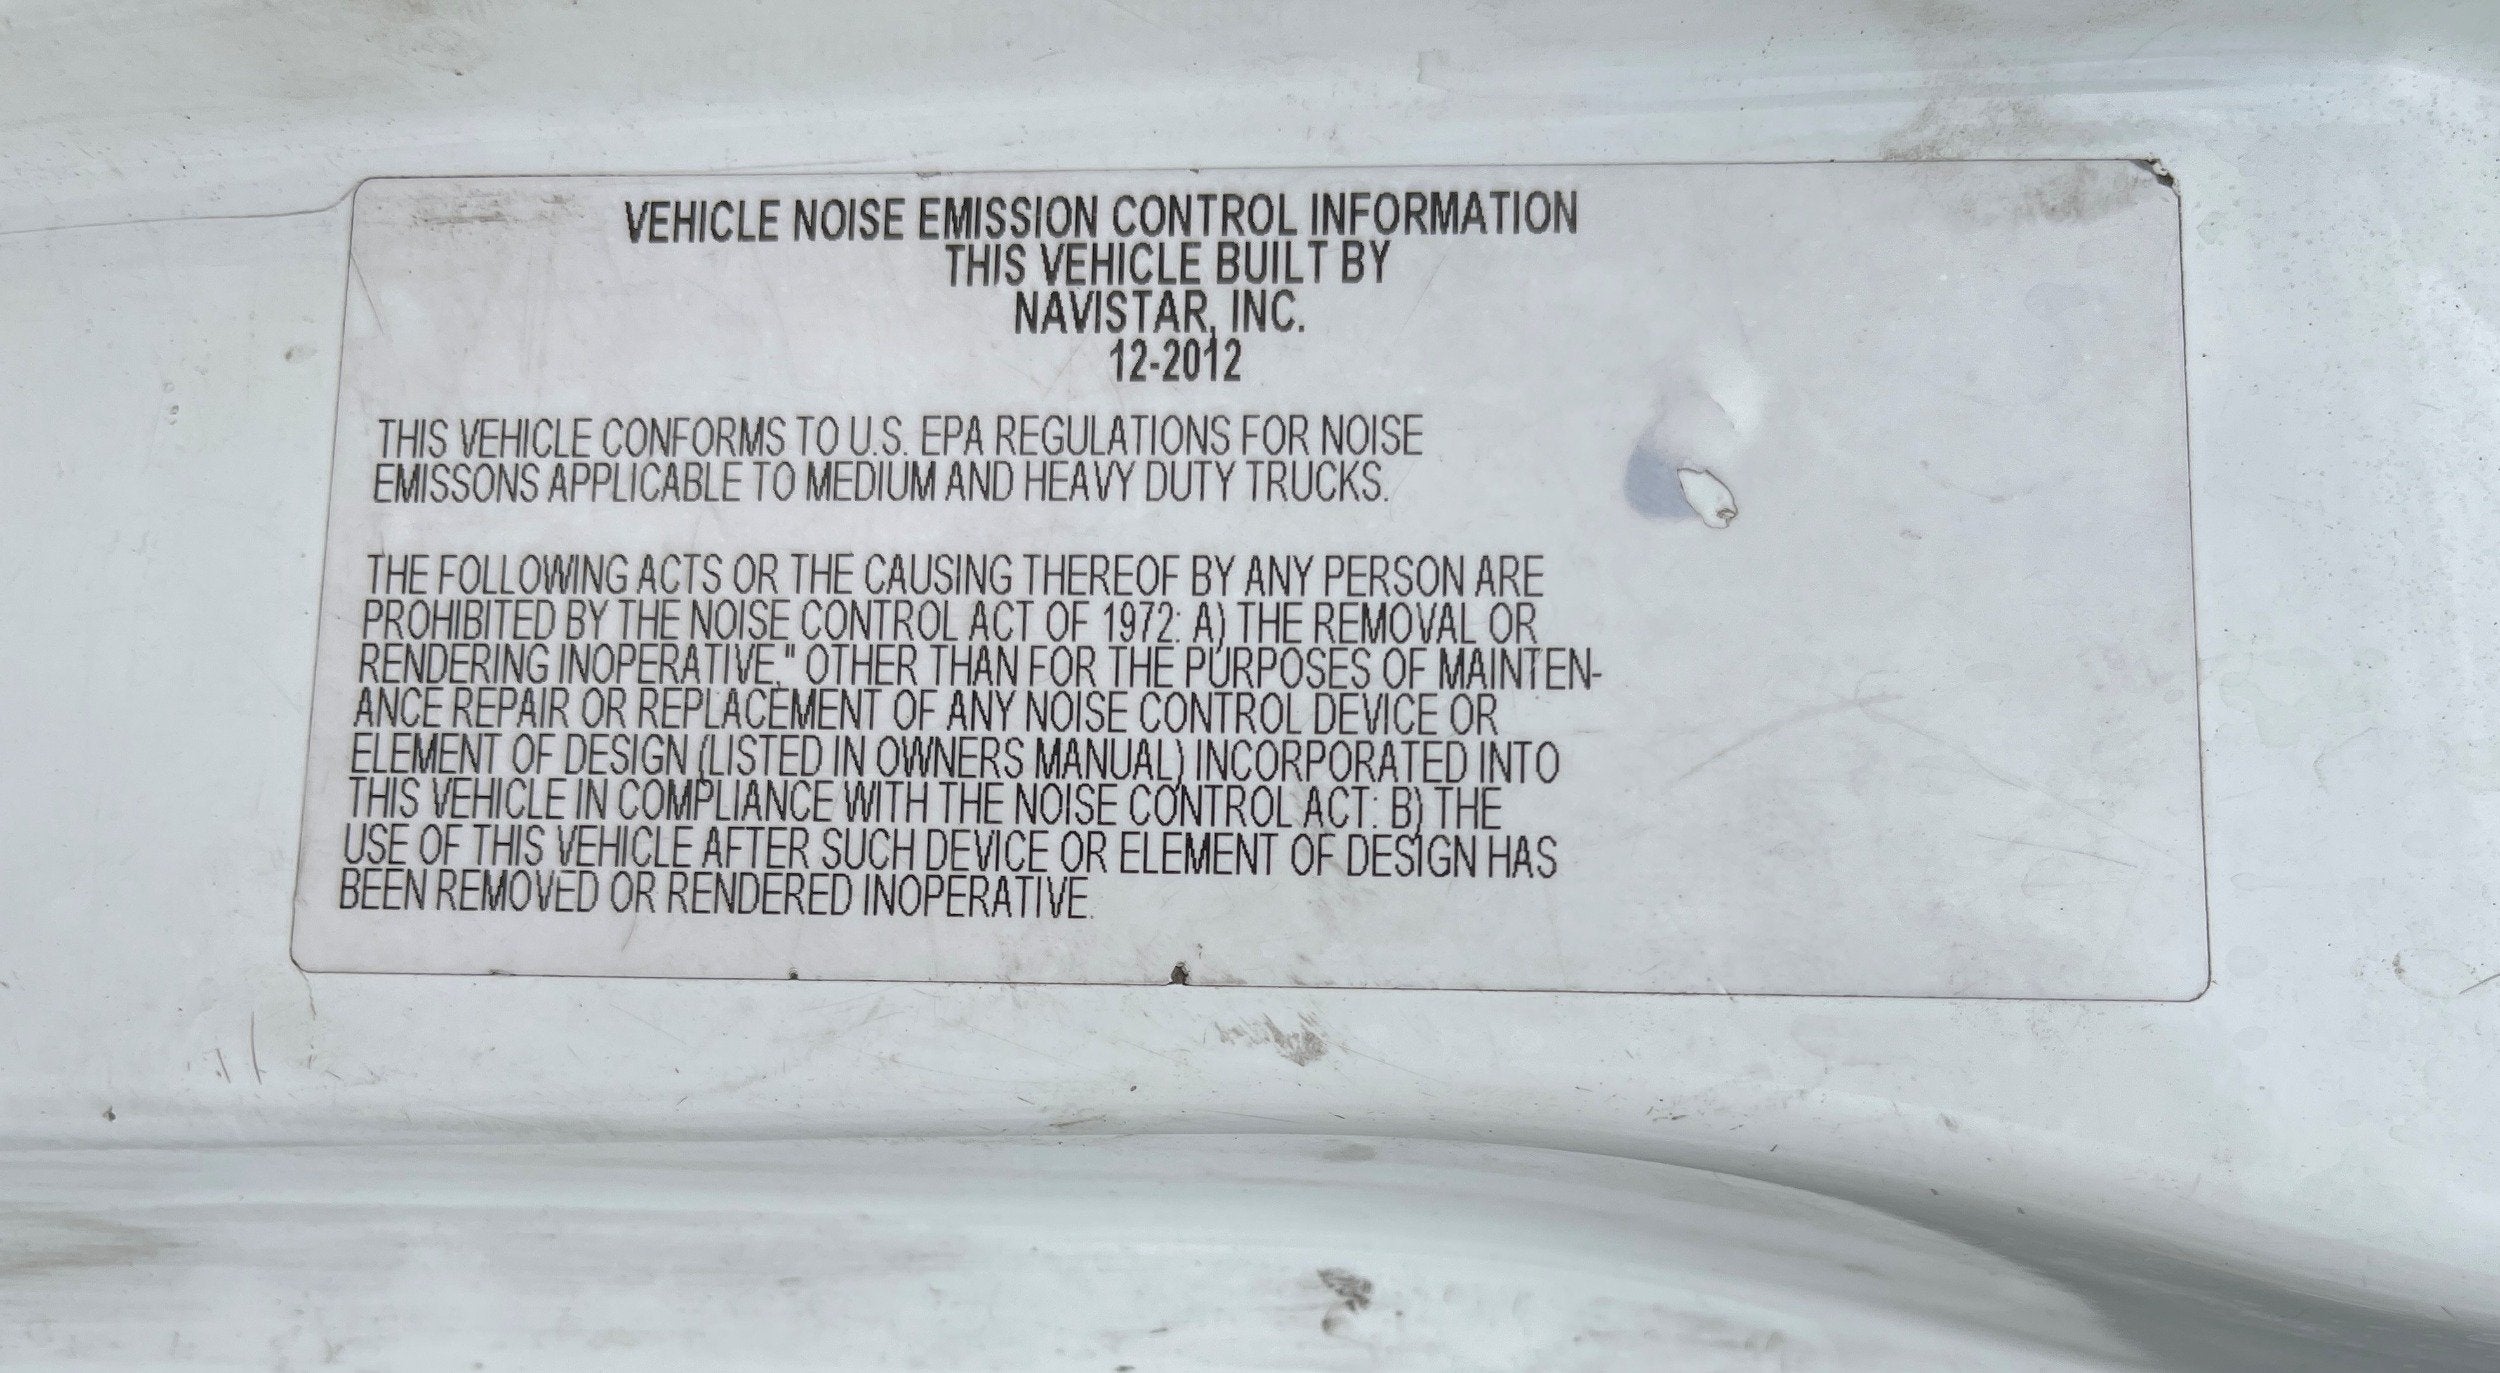 VEHICLE NOISE EMISSION CONTROL INFORMATION
THIS VEHICLE BUILT BY
NAVISTAR, INC.
12-2012
THIS VEHICLE CONFORMS TO U.S. EPA REGULATIONS FOR NOISE
EMISSONS APPLICABLE TO MEDIUM AND HEAVY DUTY TRUCKS.
THE FOLLOWING ACTS OR THE CAUSING THEREOF BY ANY PERSON ARE
PROHIBITED BY THE NOISE CONTROL ACT OF 1972: A) THE REMOVAL OR
RENDERING INOPERATIVE," OTHER THAN FOR THE PURPOSES OF MAINTEN-
ANCE REPAIR OR REPLACEMENT OF ANY NOISE CONTROL DEVICE OR
ELEMENT OF DESIGN (LISTED IN OWNERS MANUAL) INCORPORATED INTO
THIS VEHICLE IN COMPLIANCE WITH THE NOISE CONTROL ACT: B) THE
USE OF THIS VEHICLE AFTER SUCH DEVICE OR ELEMENT OF DESIGN HAS
BEEN REMOVED OR RENDERED INOPERATIVE.